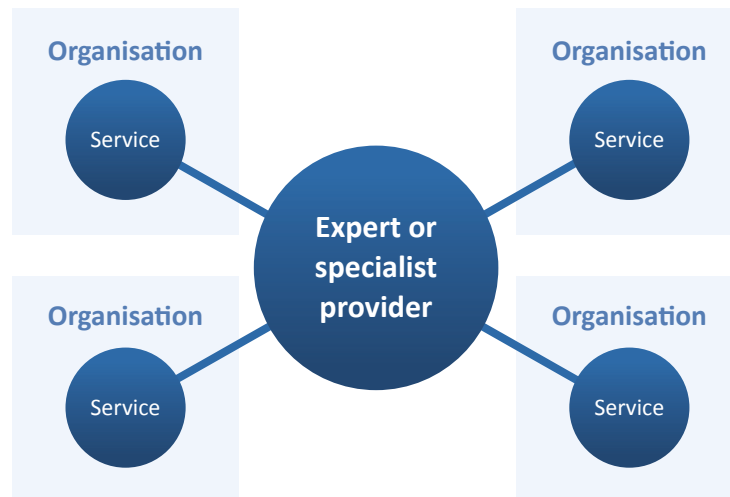 Organisation
Service
Organisation
Service
Expert or
specialist
provider
Organisation
Service
Organisation
Service